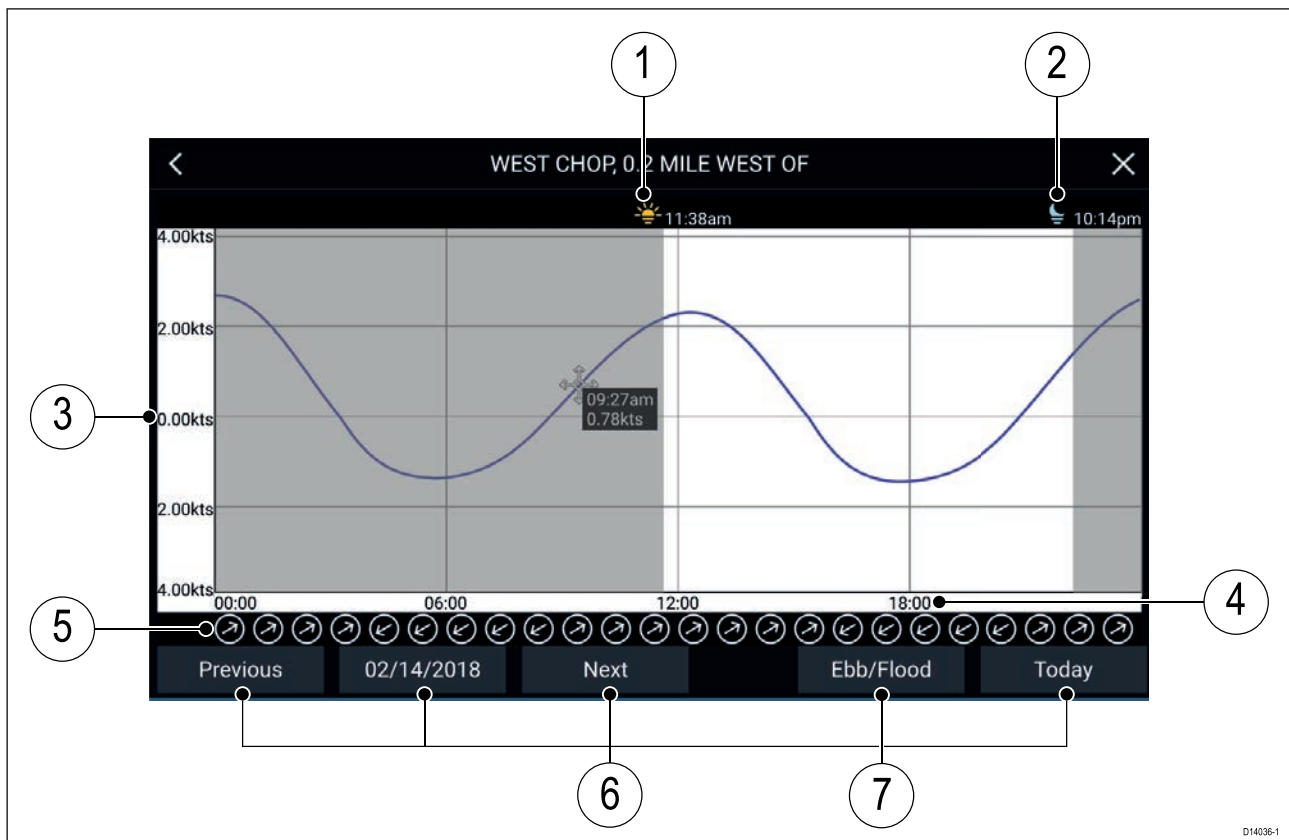 1 2
WEST CHOP, 0.2 MILE WEST OF
11:38am 10:14pm
4.00kts
2.00kts
09:27am
0.78kts
3 0.00kts
2.00kts
4.00kts
00:00 06:00 12:00 18:00 4
5
Previous 02/14/2018 Next Ebb/Flood Today
6 7
D14036-1